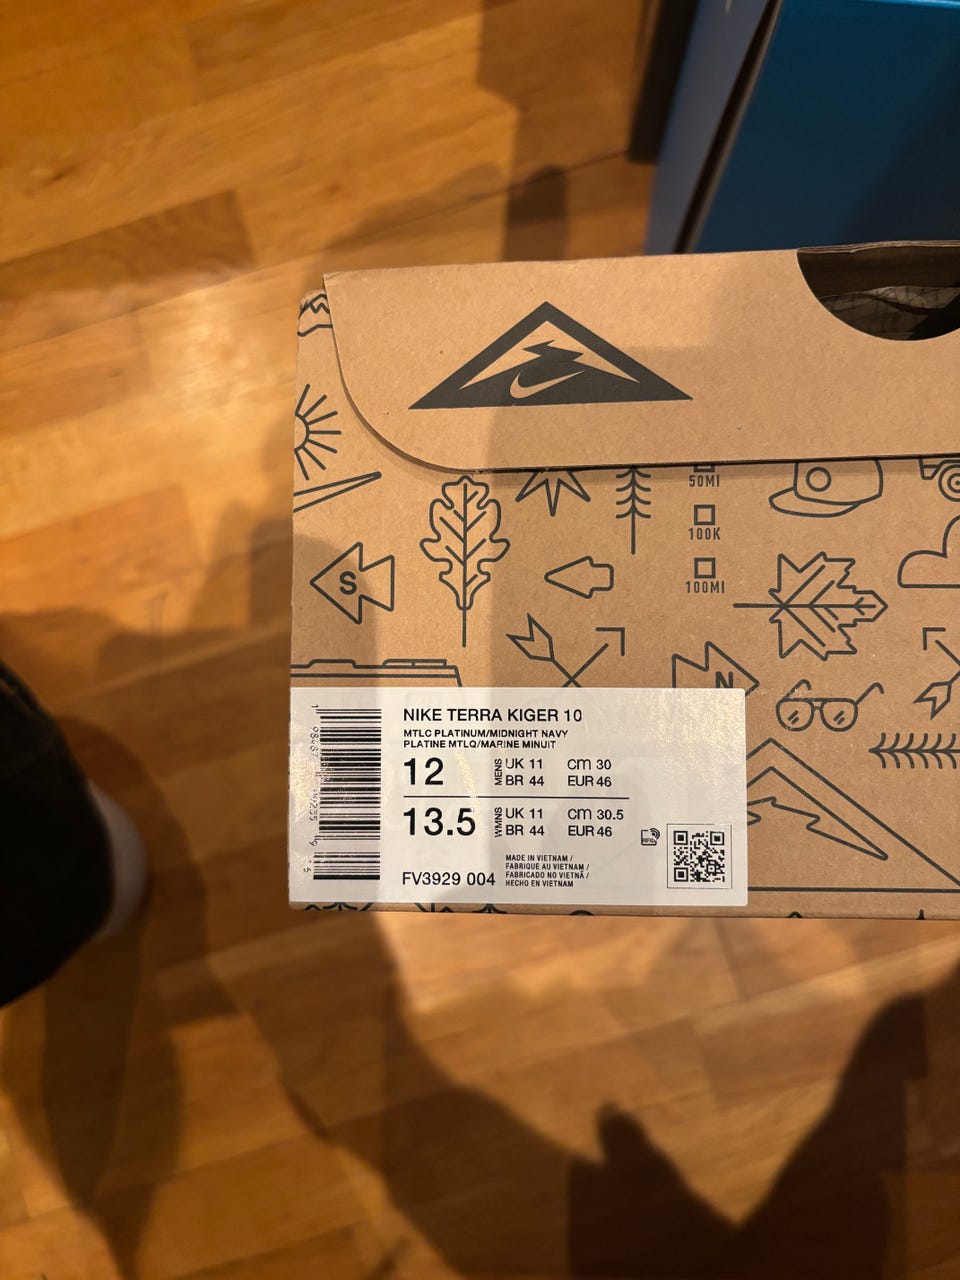 50MI
100K
100MI
S
N
NIKE TERRA KIGER 10
MTLC PLATINUM/MIDNIGHT NAVY
PLATINE MTLQ/MARINE MINUIT
12 MENS UK 11 CM 30
BR 44 EUR 46
13.5 WMNS UK 11 CM 30.5
BR 44 EUR 46
RFID
MADE IN VIETNAM /
FABRIQUE AU VIETNAM /
FABRICADO NO VIETNÃ /
HECHO EN VIETNAM
FV3929 004